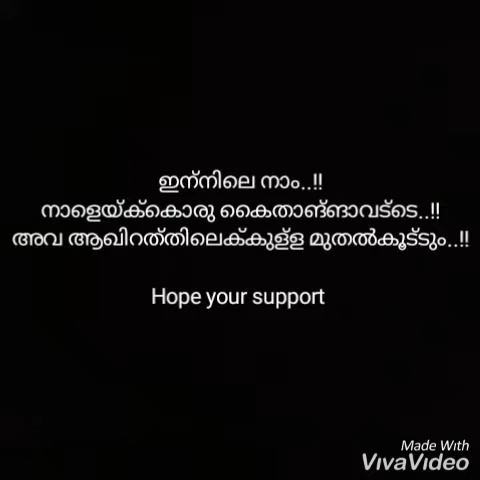 ഇന്നിലെ നാം..!!
നാളെയ്ക്കൊരു കൈതാങ്ങാവട്ടെ..!!
അവ ആഖിറത്തിലെക്കുള്ള മുതൽകൂട്ടും..!!
Hope your support
Made With
VivaVideo